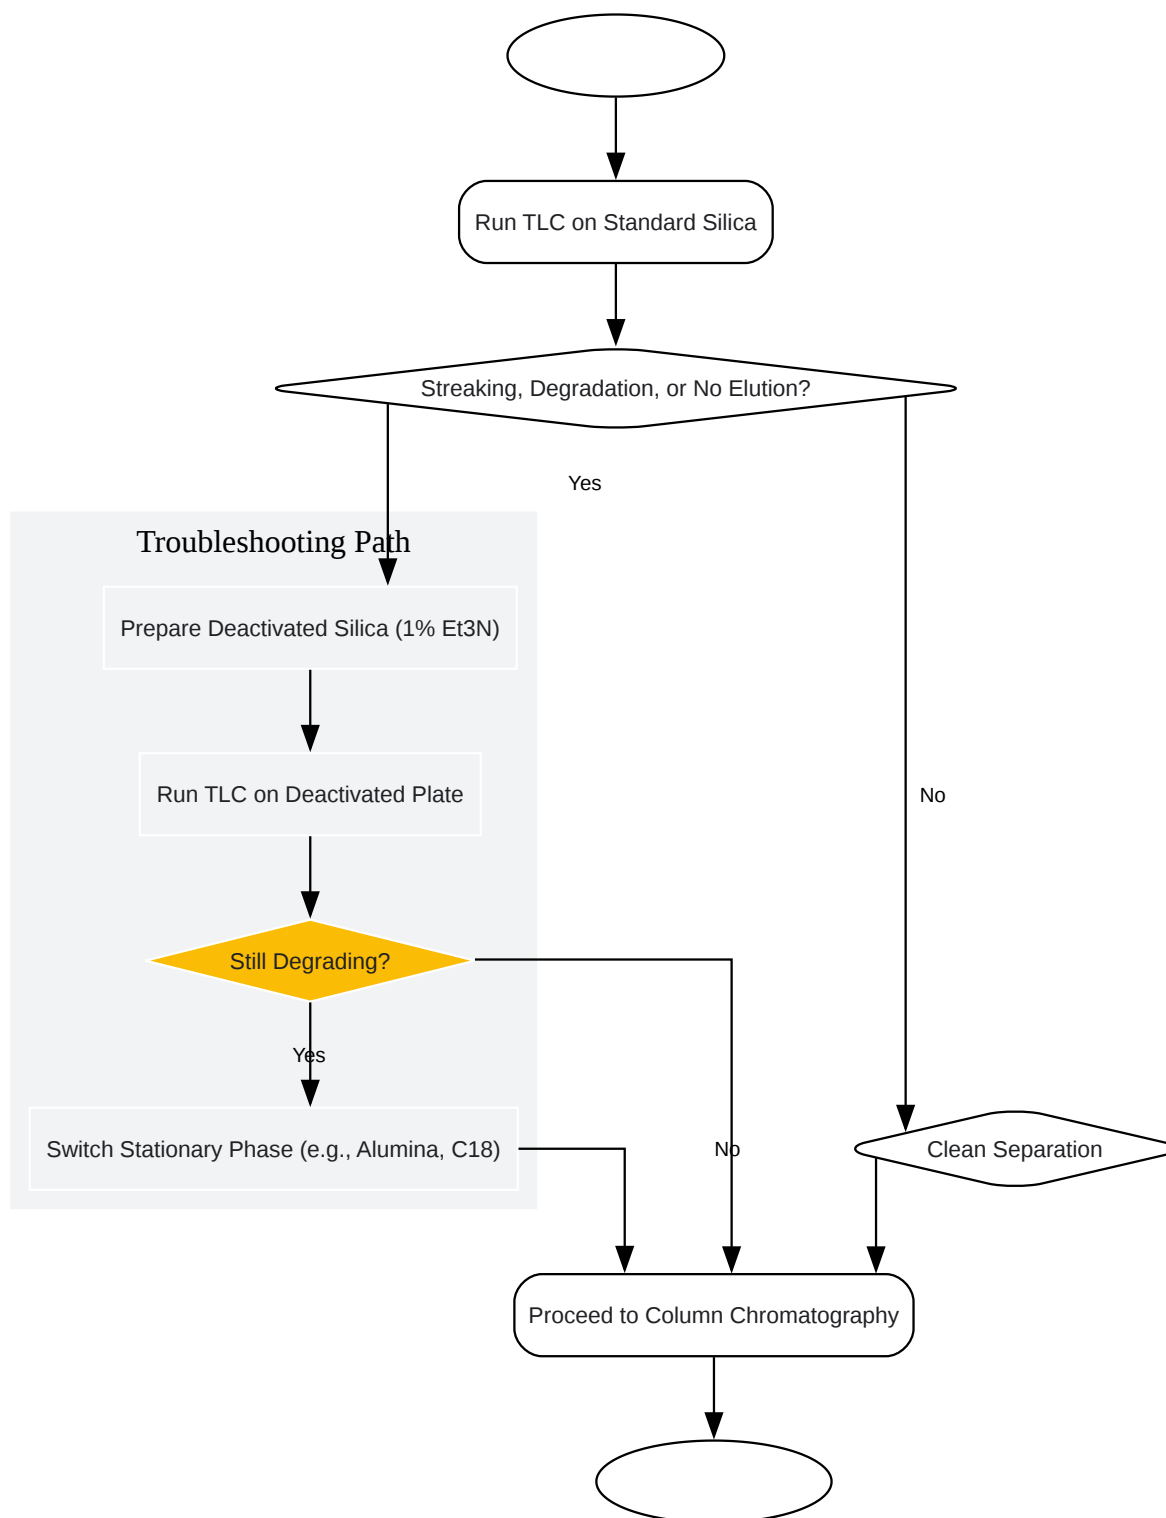 Run TLC on Standard Silica
Streaking, Degradation, or No Elution?
Yes
Troubleshooting Path
Prepare Deactivated Silica (1% Et3N)
Run TLC on Deactivated Plate
No
Still Degrading?
Yes
Switch Stationary Phase (e.g., Alumina, C18)
No
Clean Separation
Proceed to Column Chromatography